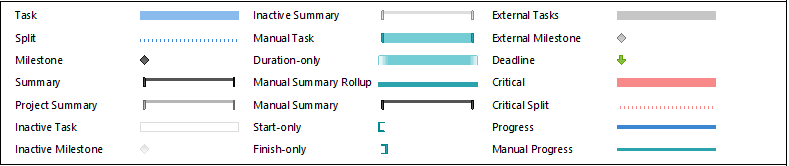 Task
Split
Milestone
Summary
Project Summary
Inactive Task
Inactive Milestone
Inactive Summary
Manual Task
Duration-only
Manual Summary Rollup
Manual Summary
Start-only
Finish-only
External Tasks
External Milestone
Deadline
Critical
Critical Split
Progress
Manual Progress